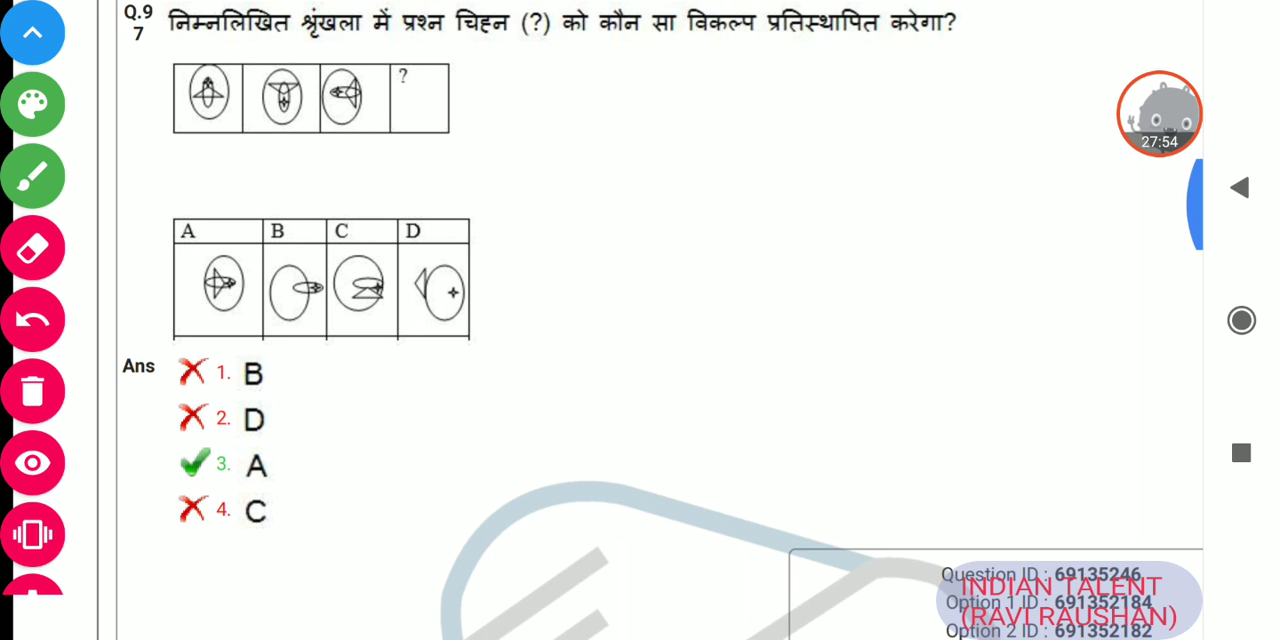 Q.9
7
निम्नलिखित श्रृंखला में प्रश्न चिह्न (?) को कौन सा विकल्प प्रतिस्थापित करेगा?
?
27:54
A B C D
Ans
1. B
2. D
3. A
4. C
Question ID : 69135246
INDIAN TALENT
Option 1 ID : 691352184
(RAVI RAUSHAN)
Option 2 ID : 691352182